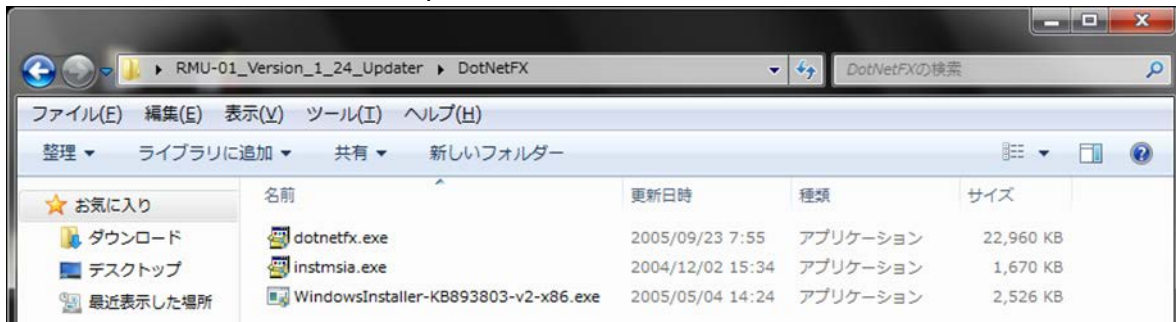 RMU-01_Version_1_24_Updater DotNetFX DotNetFXの検索
ファイル(F) 編集(E) 表示(V) ツール(T) ヘルプ(H)
整理 ライブラリに追加 共有 新しいフォルダー
お気に入り 名前 更新日時 種類 サイズ
ダウンロード dotnetfx.exe 2005/09/23 7:55 アプリケーション 22,960 KB
デスクトップ instmsia.exe 2004/12/02 15:34 アプリケーション 1,670 KB
最近表示した場所 WindowsInstaller-KB893803-v2-x86.exe 2005/05/04 14:24 アプリケーション 2,526 KB